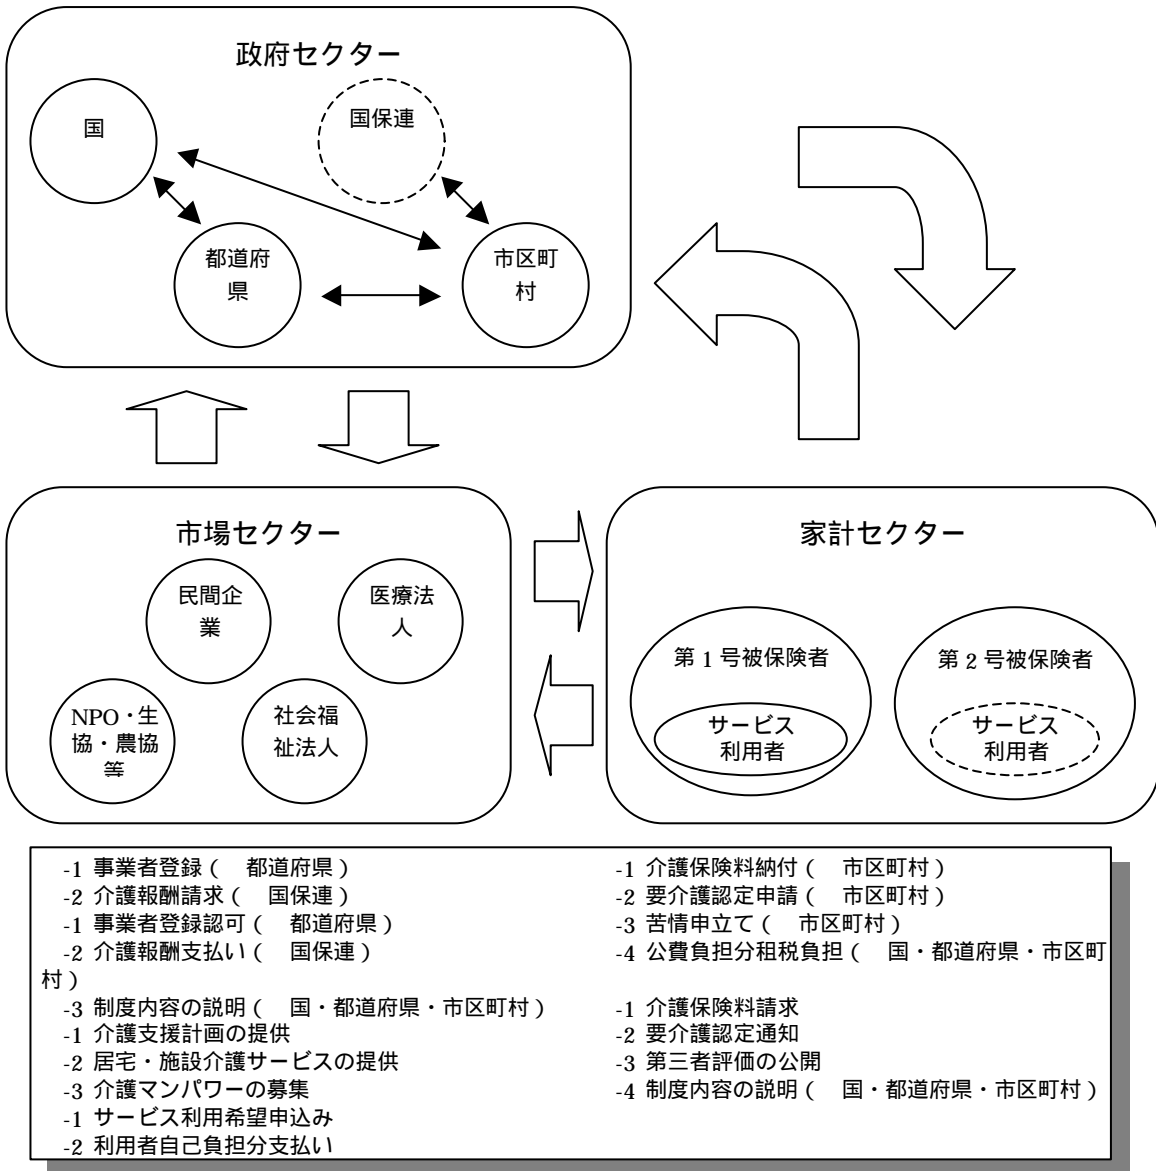 政府セクター
国
国保連
都道府
県
市区町
村
市場セクター
民間企
業
医療法
人
NPO・生
協・農協
等
社会福
祉法人
家計セクター
第1号被保険者
サービス
利用者
第2号被保険者
サービス
利用者
-1 事業者登録(　都道府県)
-2 介護報酬請求(　国保連)
-1 事業者登録認可(　都道府県)
-2 介護報酬支払い(　国保連)
-3 制度内容の説明(　国・都道府県・市区町村)
-1 介護支援計画の提供
-2 居宅・施設介護サービスの提供
-3 介護マンパワーの募集
-1 サービス利用希望申込み
-2 利用者自己負担分支払い
-1 介護保険料納付(　市区町村)
-2 要介護認定申請(　市区町村)
-3 苦情申立て(　市区町村)
-4 公費負担分租税負担(　国・都道府県・市区町
村)
-1 介護保険料請求
-2 要介護認定通知
-3 第三者評価の公開
-4 制度内容の説明(　国・都道府県・市区町村)